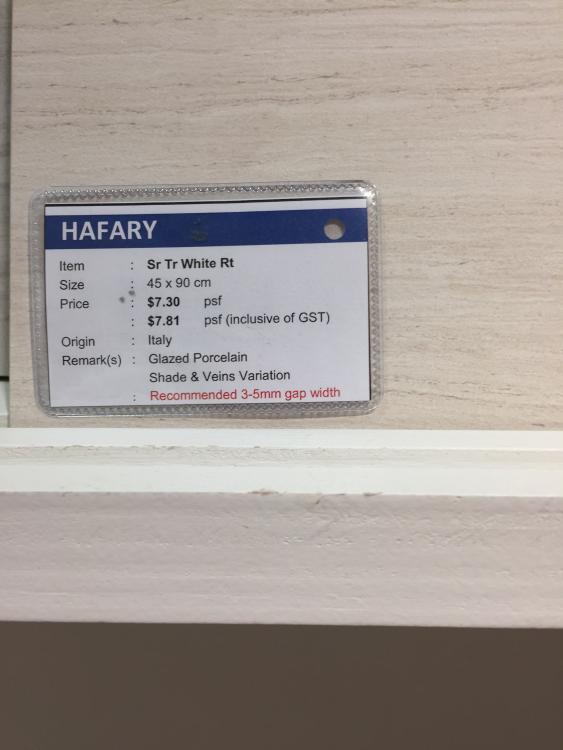 HAFARY
Item : Sr Tr White Rt
Size : 45 x 90 cm
Price : $7.30 psf
: $7.81 psf (inclusive of GST)
Origin : Italy
Remark(s) : Glazed Porcelain
Shade & Veins Variation
: Recommended 3-5mm gap width